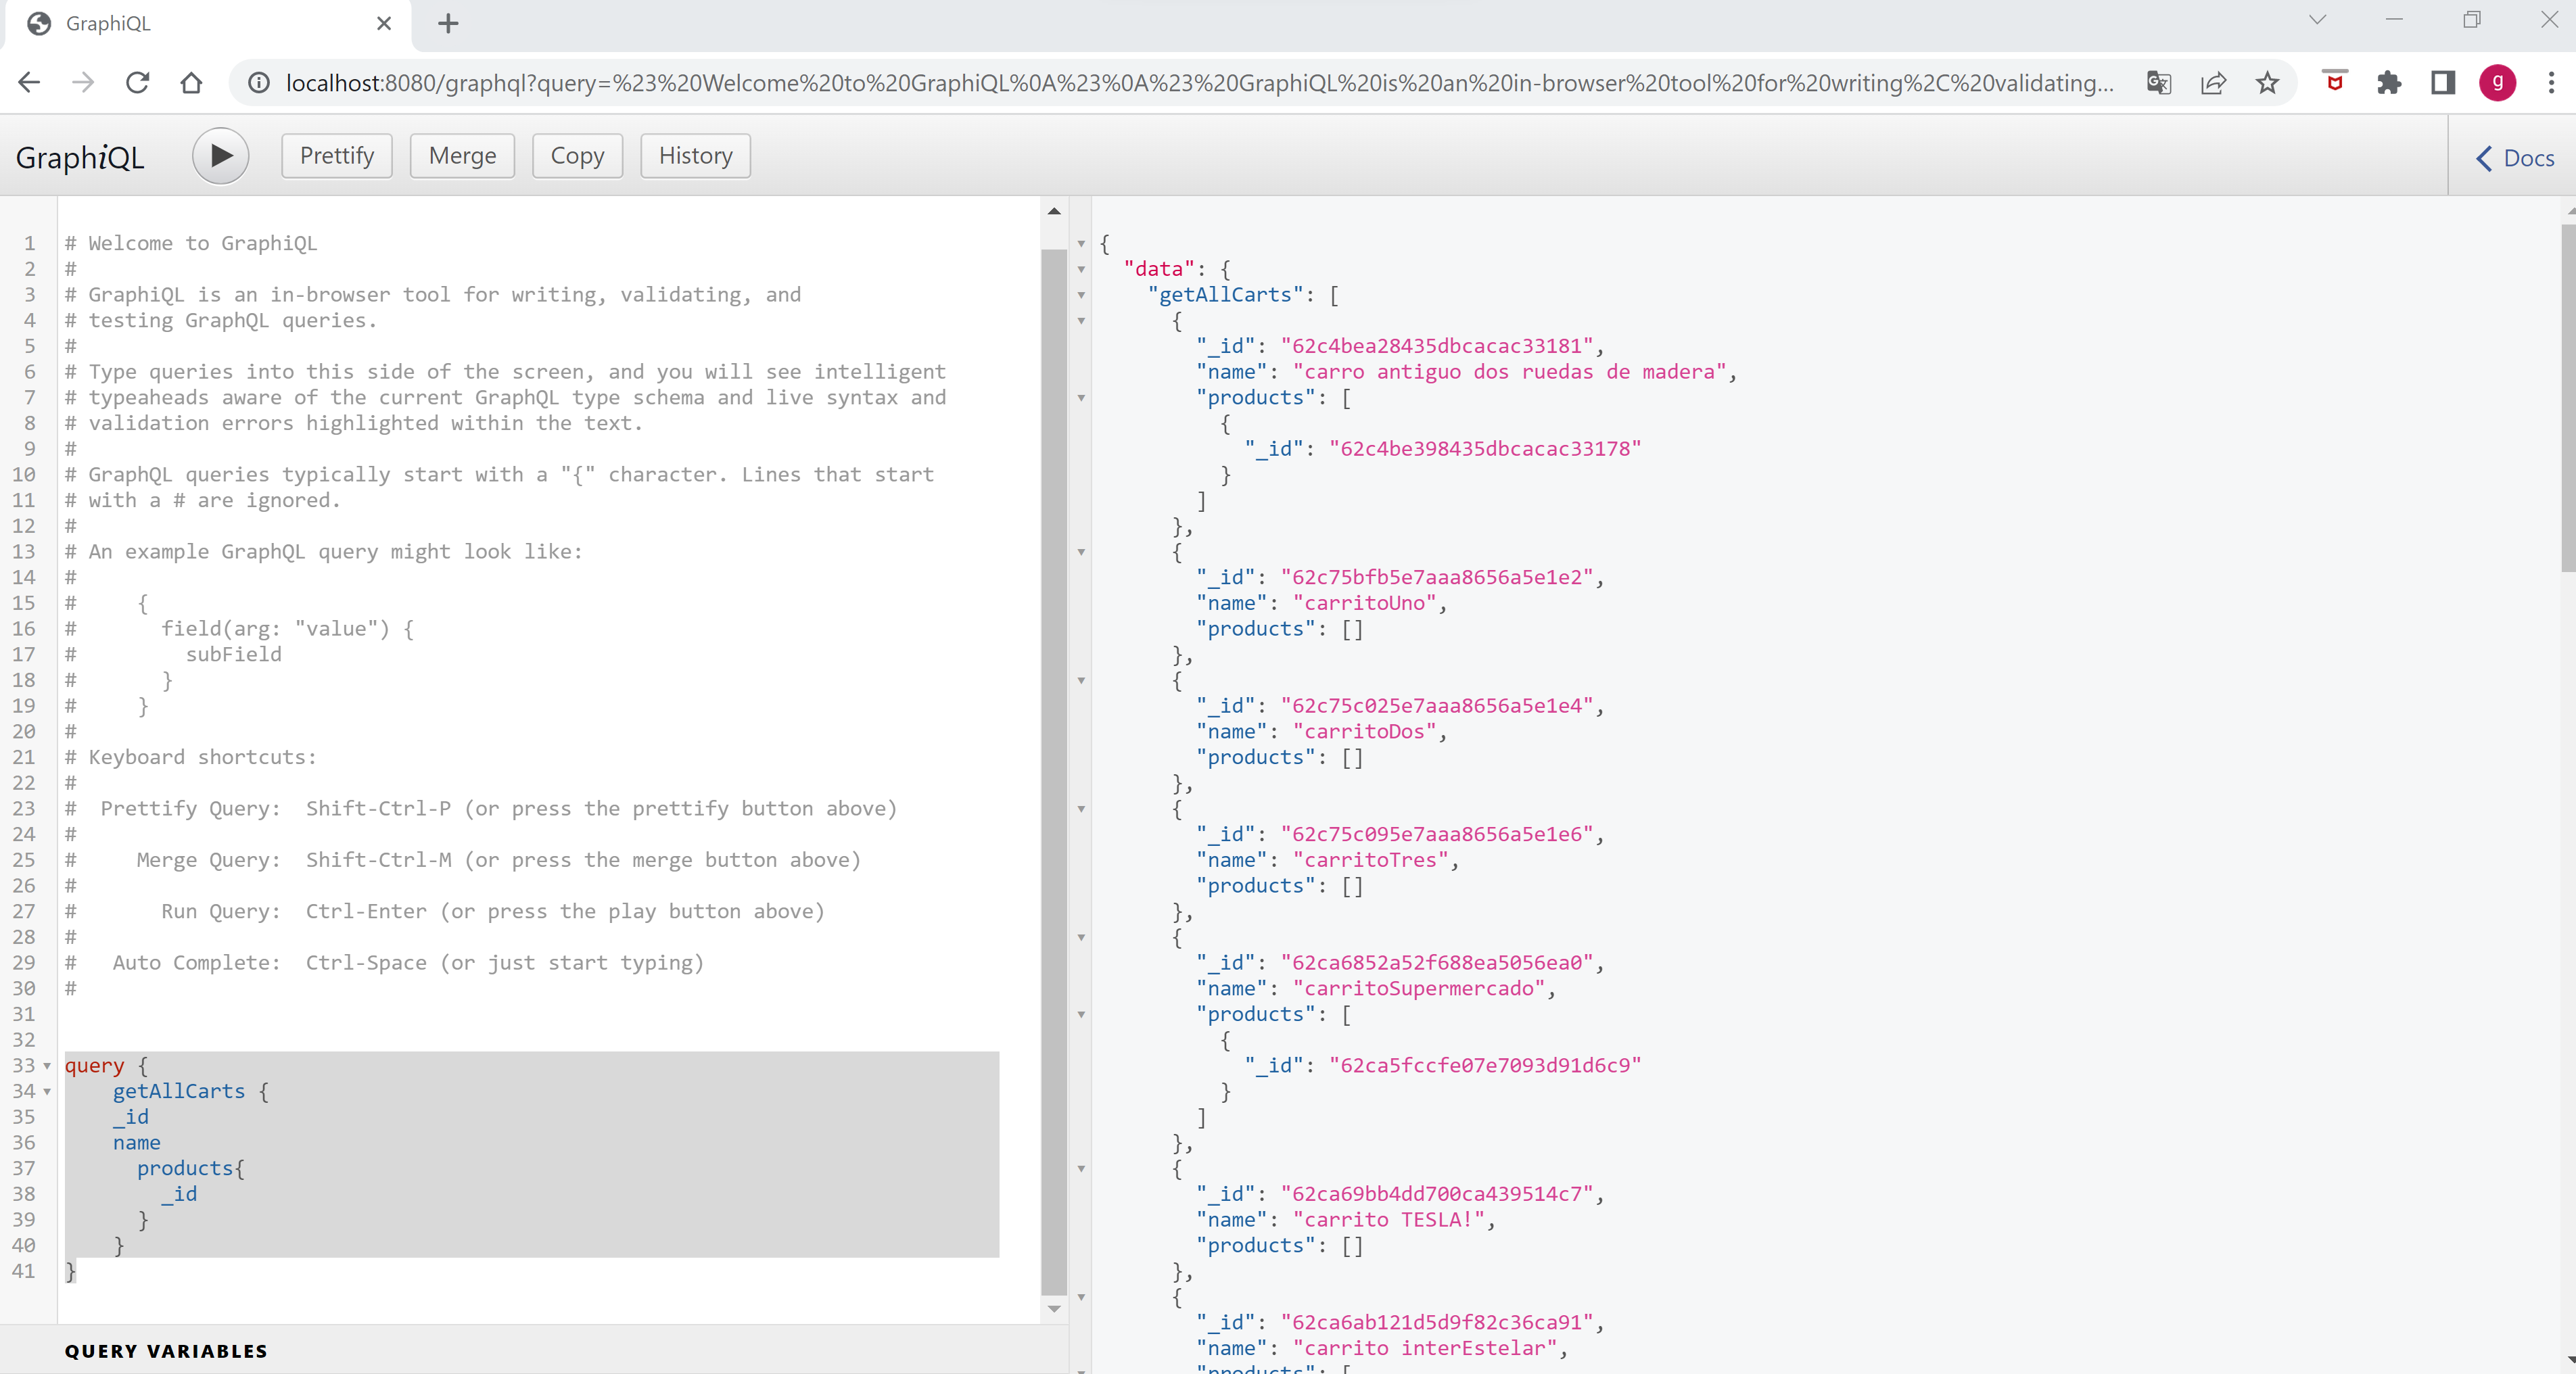 GraphiQL
localhost:8080/graphql?query=%23%20Welcome%20to%20GraphiQL%0A%23%0A%23%20GraphiQL%20is%20an%20in-browser%20tool%20for%20writing%2C%20validating...
g
GraphiQL
Prettify
Merge
Copy
History
Docs
1 # Welcome to GraphiQL
2 #
3 # GraphiQL is an in-browser tool for writing, validating, and
4 # testing GraphQL queries.
5 #
6 # Type queries into this side of the screen, and you will see intelligent
7 # typeaheads aware of the current GraphQL type schema and live syntax and
8 # validation errors highlighted within the text.
9 #
10 # GraphQL queries typically start with a "{" character. Lines that start
11 # with a # are ignored.
12 #
13 # An example GraphQL query might look like:
14 #
15 #     {
16 #       field(arg: "value") {
17 #         subField
18 #       }
19 #     }
20 #
21 # Keyboard shortcuts:
22 #
23 #  Prettify Query:  Shift-Ctrl-P (or press the prettify button above)
24 #
25 #     Merge Query:  Shift-Ctrl-M (or press the merge button above)
26 #
27 #       Run Query:  Ctrl-Enter (or press the play button above)
28 #
29 #   Auto Complete:  Ctrl-Space (or just start typing)
30 #
31
32
33 query {
34     getAllCarts {
35     _id
36     name
37       products{
38         _id
39       }
40     }
41 }
QUERY VARIABLES
{
  "data": {
    "getAllCarts": [
      {
        "_id": "62c4bea28435dbcacac33181",
        "name": "carro antiguo dos ruedas de madera",
        "products": [
          {
            "_id": "62c4be398435dbcacac33178"
          }
        ]
      },
      {
        "_id": "62c75bfb5e7aaa8656a5e1e2",
        "name": "carritoUno",
        "products": []
      },
      {
        "_id": "62c75c025e7aaa8656a5e1e4",
        "name": "carritoDos",
        "products": []
      },
      {
        "_id": "62c75c095e7aaa8656a5e1e6",
        "name": "carritoTres",
        "products": []
      },
      {
        "_id": "62ca6852a52f688ea5056ea0",
        "name": "carritoSupermercado",
        "products": [
          {
            "_id": "62ca5fccfe07e7093d91d6c9"
          }
        ]
      },
      {
        "_id": "62ca69bb4dd700ca439514c7",
        "name": "carrito TESLA!",
        "products": []
      },
      {
        "_id": "62ca6ab121d5d9f82c36ca91",
        "name": "carrito interEstelar",
        "products": [